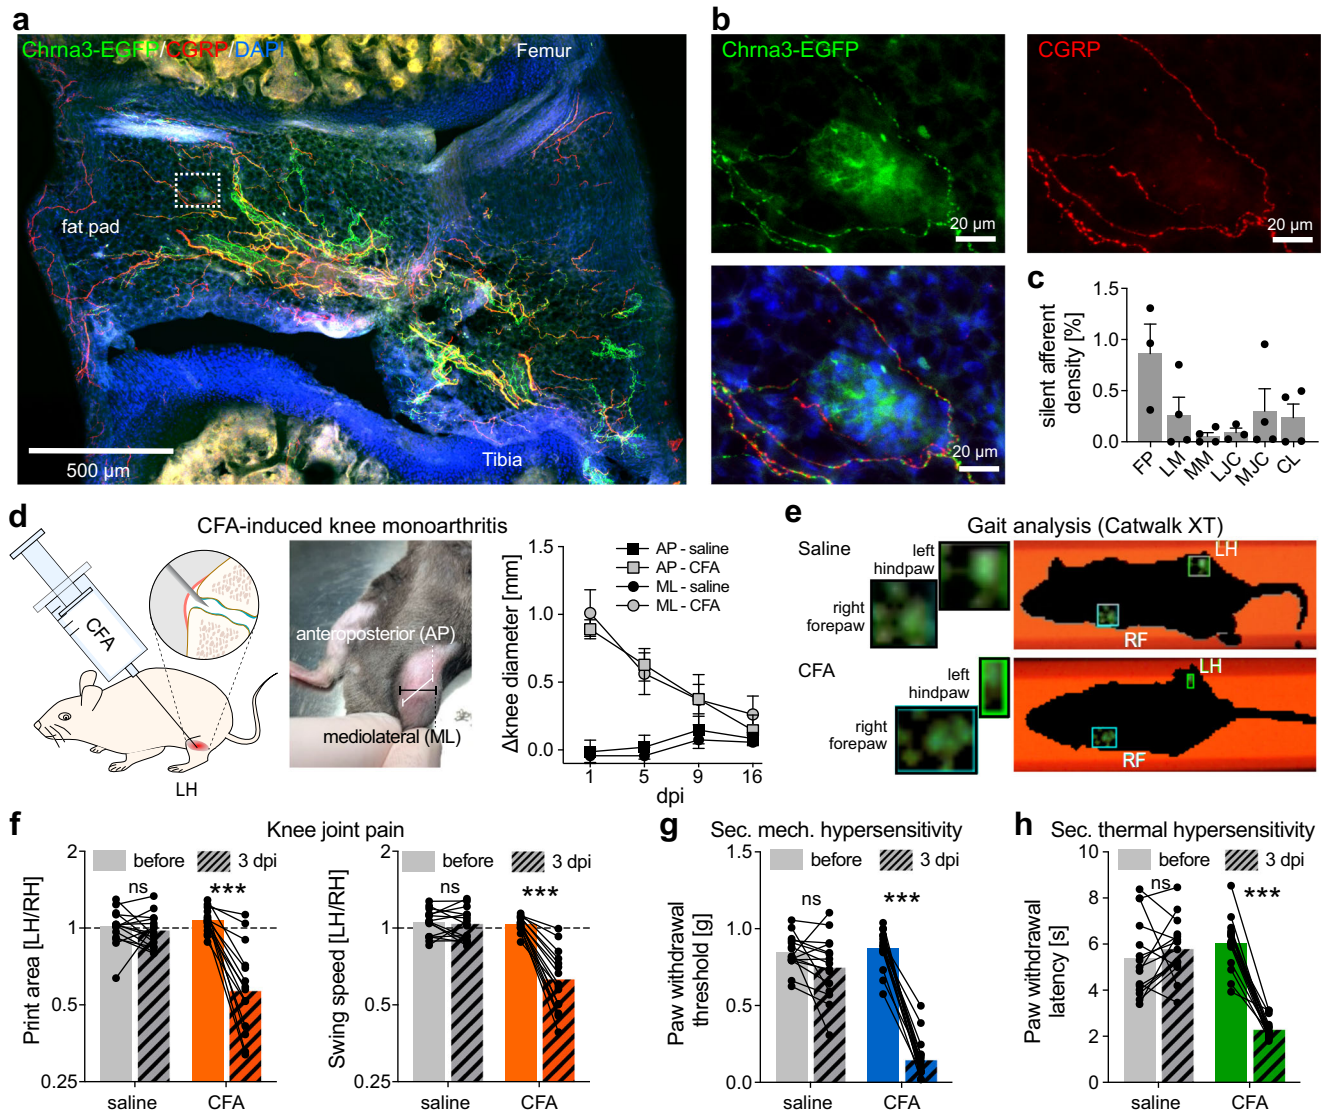 a
Chrna3-EGFP/CGRP/DAPI
Femur
fat pad
500 µm
Tibia
b
Chrna3-EGFP
20 µm
CGRP
20 µm
20 µm
c
silent afferent
density [%]
1.5
1.0
0.5
0.0
FP
LM
MM
LJC
MJC
CL
d
CFA-induced knee monoarthritis
CFA
LH
anteroposterior (AP)
mediolateral (ML)
Δknee diameter [mm]
1.5
1.0
0.5
0.0
AP - saline
AP - CFA
ML - saline
ML - CFA
1
5
9
16
dpi
e
Gait analysis (Catwalk XT)
Saline
left
hindpaw
right
forepaw
LH
RF
CFA
left
hindpaw
right
forepaw
LH
RF
f
Knee joint pain
Print area [LH/RH]
2
1
0.5
0.25
before
3 dpi
ns
***
saline
CFA
Swing speed [LH/RH]
2
1
0.5
0.25
before
3 dpi
ns
***
saline
CFA
g
Sec. mech. hypersensitivity
Paw withdrawal
threshold [g]
1.5
1.0
0.5
0.0
before
3 dpi
ns
***
saline
CFA
h
Sec. thermal hypersensitivity
Paw withdrawal
latency [s]
10
8
6
4
2
0
before
3 dpi
ns
***
saline
CFA